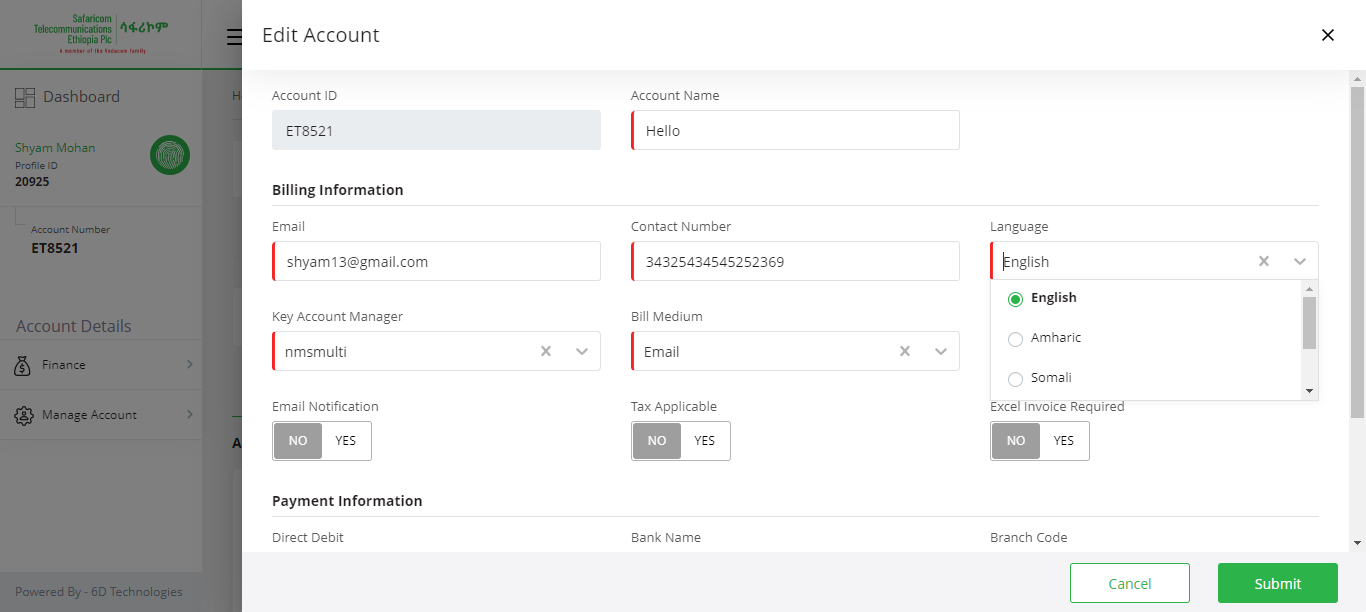 Safaricom
Telecommunications
Ethiopia Plc
ሳፋሪኮም
A member of the Vodacom family
Dashboard
Shyam Mohan
Profile ID
20925
Account Number
ET8521
Account Details
Finance
Manage Account
Powered By - 6D Technologies
Edit Account
Account ID
Account Name
ET8521
Hello
Billing Information
Email
Contact Number
Language
shyam13@gmail.com
34325434545252369
English
English
Amharic
Somali
Key Account Manager
Bill Medium
nmsmulti
Email
Email Notification
Tax Applicable
Excel Invoice Required
NO YES
NO YES
NO YES
Payment Information
Direct Debit
Bank Name
Branch Code
Cancel
Submit